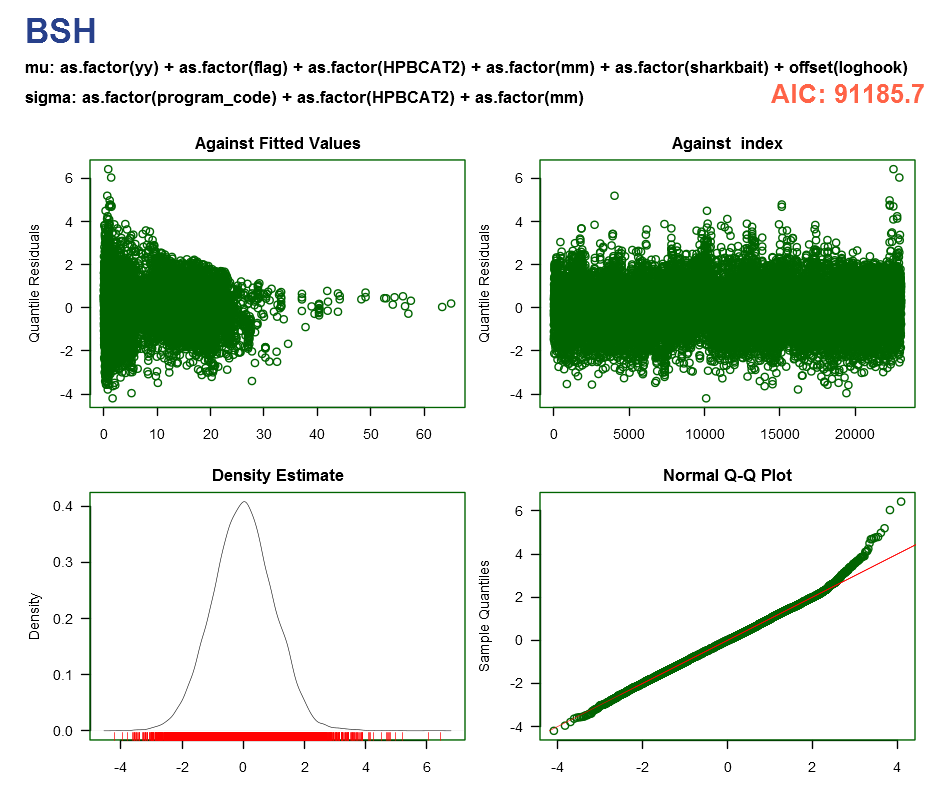 BSH
mu: as.factor(yy) + as.factor(flag) + as.factor(HPBCAT2) + as.factor(mm) + as.factor(sharkbait) + offset(loghook)
sigma: as.factor(program_code) + as.factor(HPBCAT2) + as.factor(mm)
AIC: 91185.7
Against Fitted Values
Quantile Residuals
6
4
2
0
-2
-4
0 10 20 30 40 50 60
Against  index
Quantile Residuals
6
4
2
0
-2
-4
0 5000 10000 15000 20000
Density Estimate
Density
0.4
0.3
0.2
0.1
0.0
-4 -2 0 2 4 6
Normal Q-Q Plot
Sample Quantiles
6
4
2
0
-2
-4
-4 -2 0 2 4